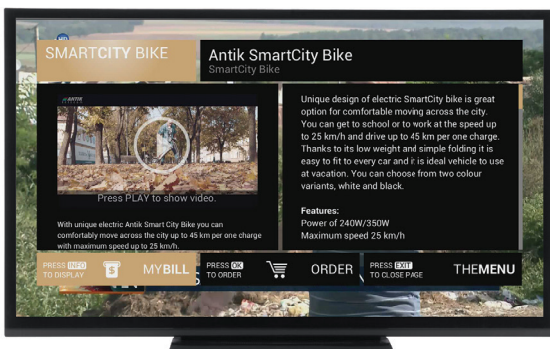 SMARTCITY BIKE
Antik SmartCity Bike
SmartCity Bike
ANTIK
Press PLAY to show video.
With unique electric Antik Smart City Bike you can
comfortably move across the city up to 45 km per one charge
with maximum speed up to 25 km/h.
Unique design of electric SmartCity bike is great
option for comfortable moving across the city.
You can get to school or to work at the speed up
to 25 km/h and drive up to 45 km per one charge.
Thanks to its low weight and simple folding it is
easy to fit to every car and it is ideal vehicle to use
at vacation. You can choose from two colour
variants, white and black.
Features:
Power of 240W/350W
Maximum speed 25 km/h
PRESS INFO
TO DISPLAY
$
MYBILL
PRESS OK
TO ORDER
ORDER
PRESS EXIT
TO CLOSE PAGE
THEMENU